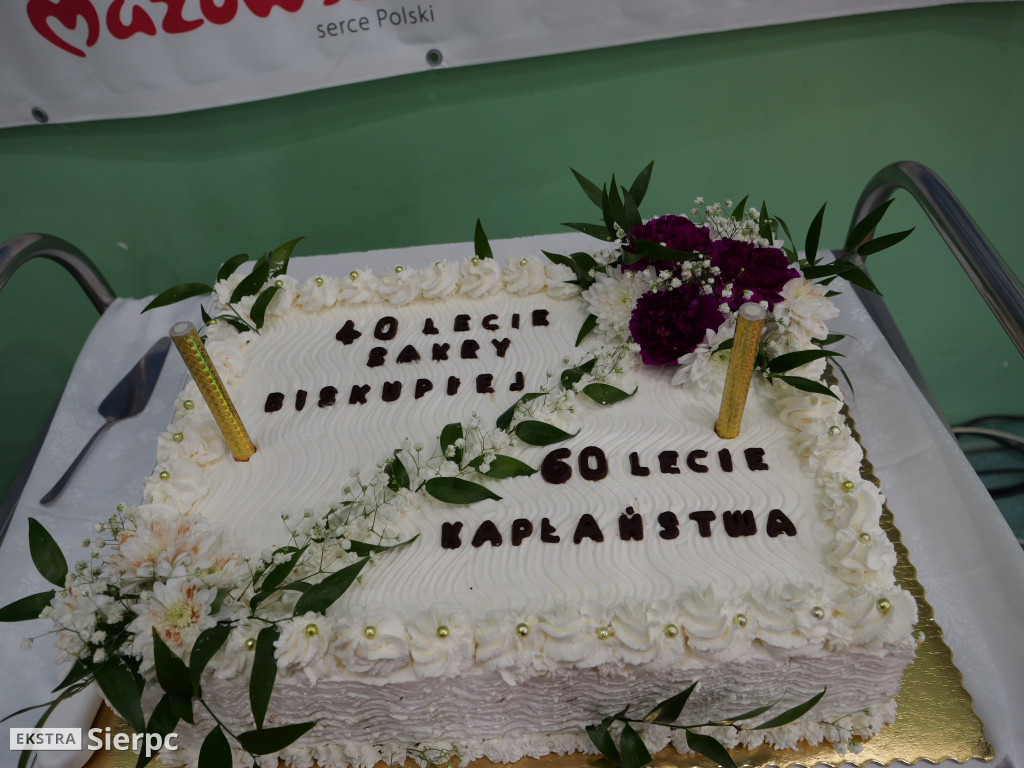 serce Polski
40 LECIE
SAKRY
BISKUPIEJ
60 LECIE
KAPŁAŃSTWA
EKSTRA Sierpc